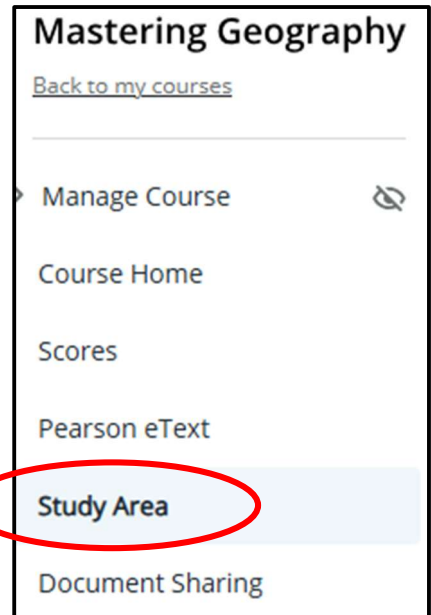 Mastering Geography
Back to my courses
Manage Course
Course Home
Scores
Pearson eText
Study Area
Document Sharing